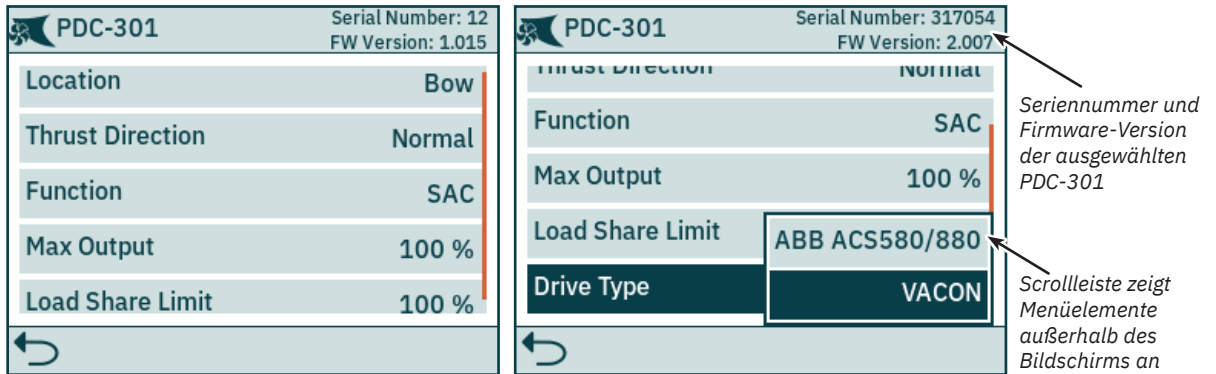 PDC-301
Serial Number: 12
FW Version: 1.015
Location Bow
Thrust Direction Normal
Function SAC
Max Output 100 %
Load Share Limit 100 %
PDC-301
Serial Number: 317054
FW Version: 2.007
Thrust Direction Normal
Function SAC
Max Output 100 %
Load Share Limit
ABB ACS580/880
Drive Type
VACON
Seriennummer und
Firmware-Version
der ausgewählten
PDC-301
Scrollleiste zeigt
Menüelemente
außerhalb des
Bildschirms an